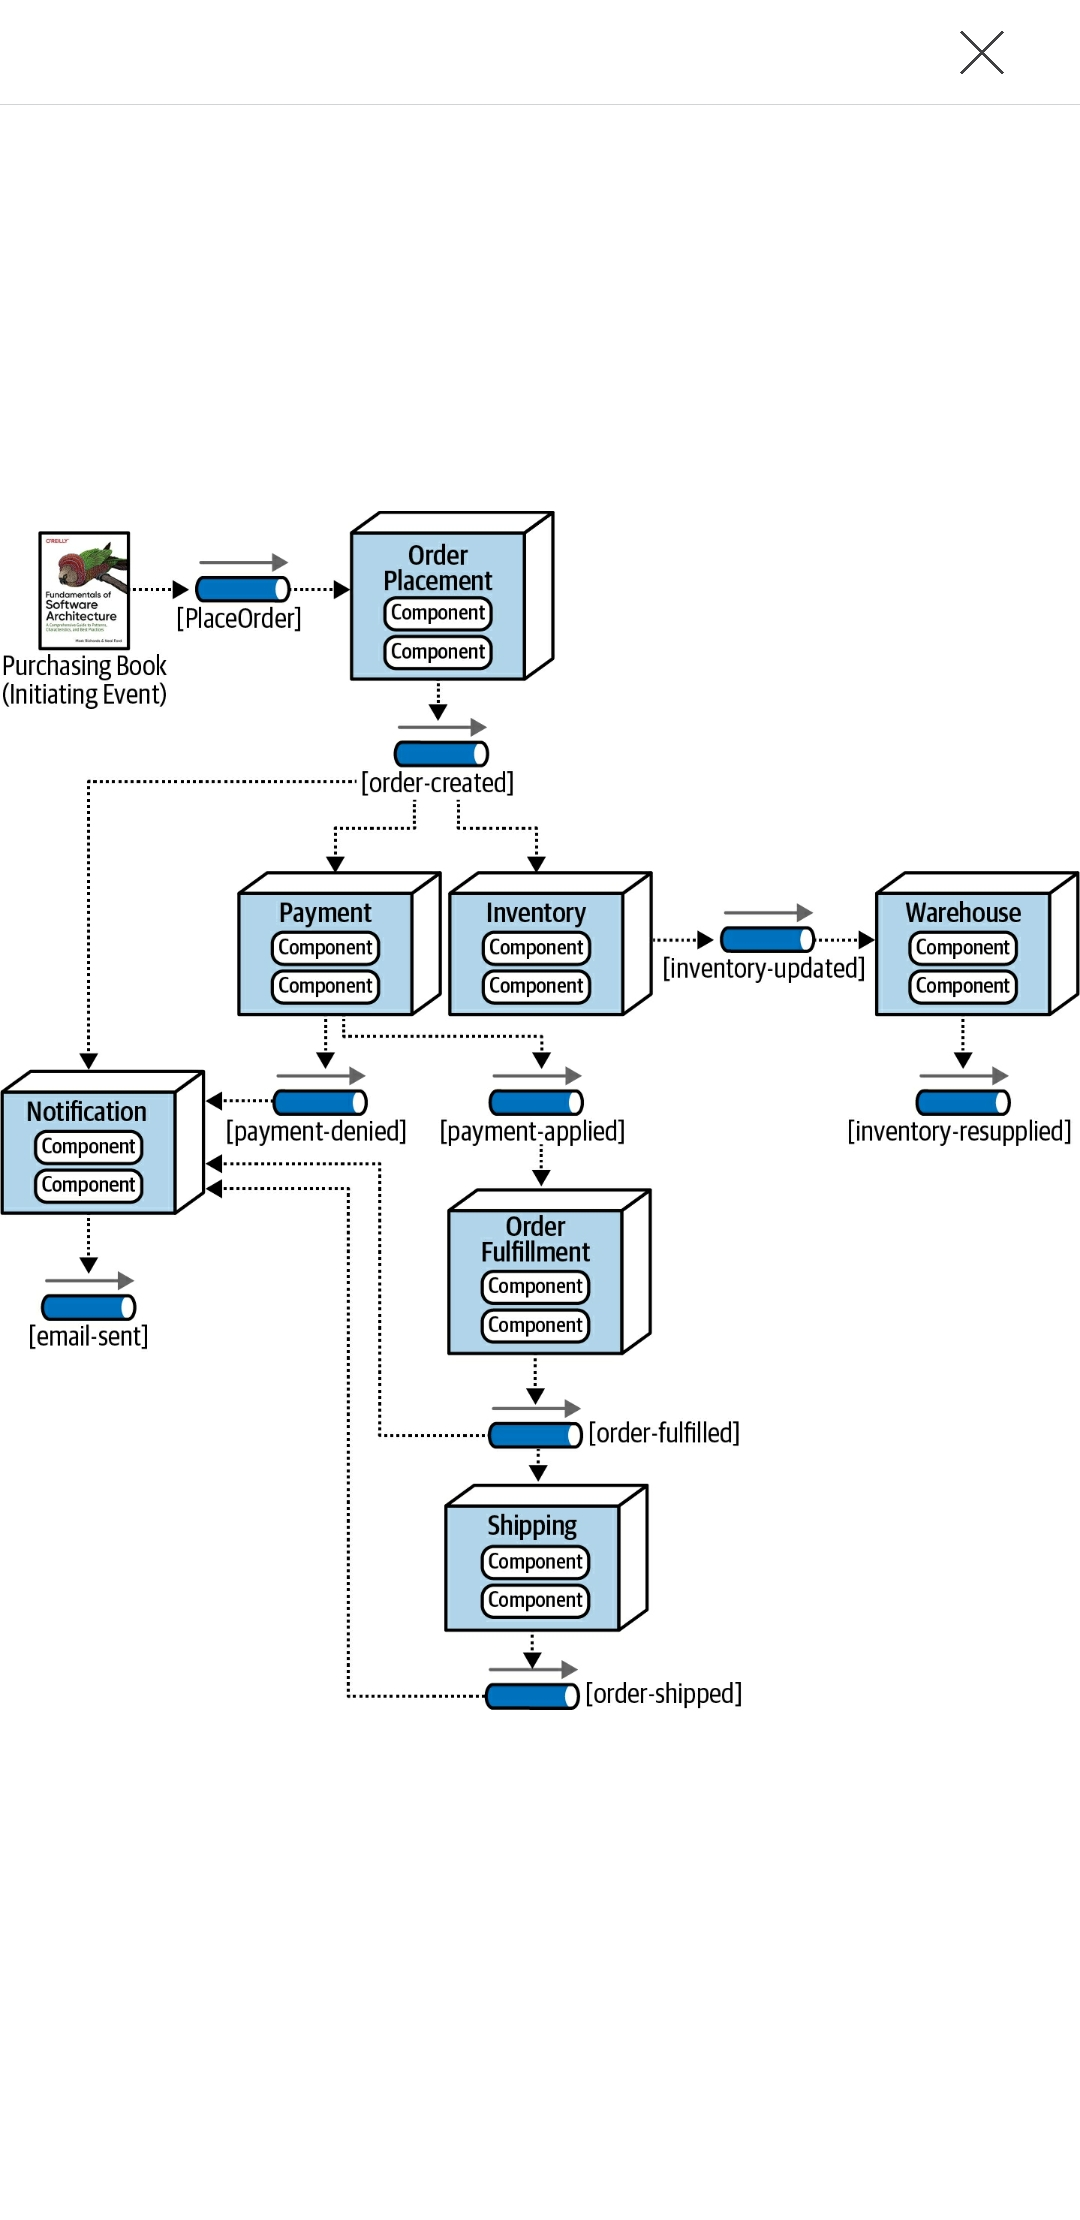 O'REILLY
Fundamentals of
Software
Architecture
Purchasing Book
(Initiating Event)
[PlaceOrder]
Order
Placement
Component
Component
[order-created]
Payment
Component
Component
Inventory
Component
Component
[inventory-updated]
Warehouse
Component
Component
Notification
Component
Component
[payment-denied]
[payment-applied]
[inventory-resupplied]
Order
Fulfillment
Component
Component
[email-sent]
[order-fulfilled]
Shipping
Component
Component
[order-shipped]